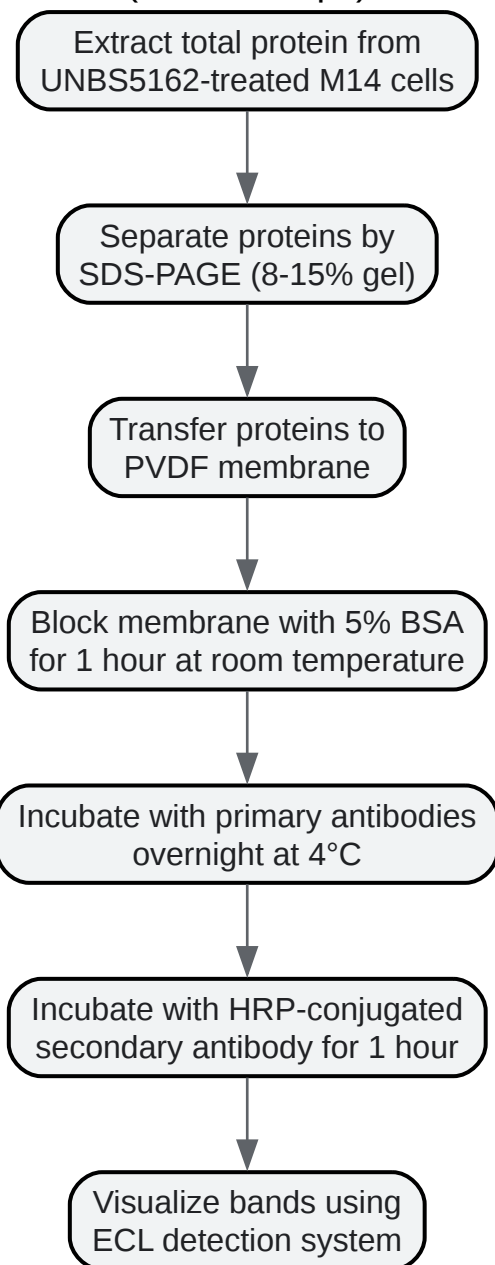 Extract total protein from
UNBS5162-treated M14 cells
Separate proteins by
SDS-PAGE (8-15% gel)
Transfer proteins to
PVDF membrane
Block membrane with 5% BSA
for 1 hour at room temperature
Incubate with primary antibodies
overnight at 4°C
Incubate with HRP-conjugated
secondary antibody for 1 hour
Visualize bands using
ECL detection system